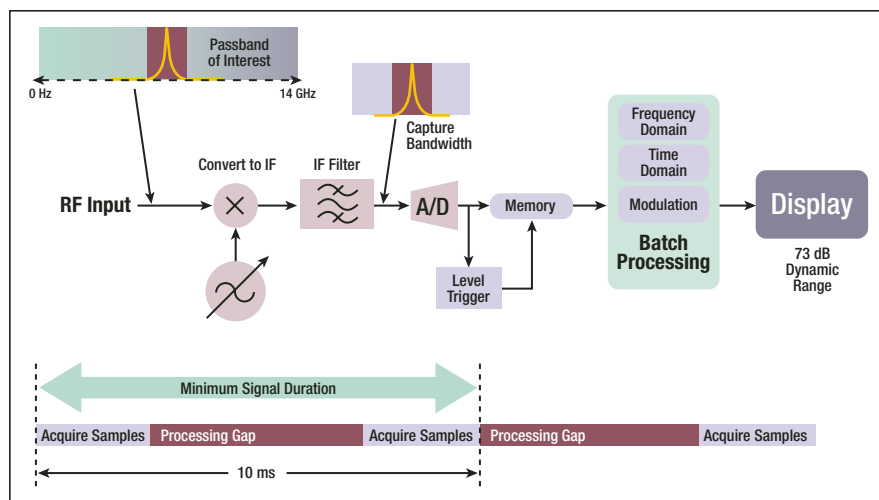 Passband
of Interest
0 Hz
14 GHz
Capture
Bandwidth
Convert to IF
IF Filter
RF Input
A/D
Memory
Level
Trigger
Frequency
Domain
Time
Domain
Modulation
Batch
Processing
Display
73 dB
Dynamic
Range
Minimum Signal Duration
Acquire Samples
Processing Gap
Acquire Samples
Processing Gap
Acquire Samples
10 ms